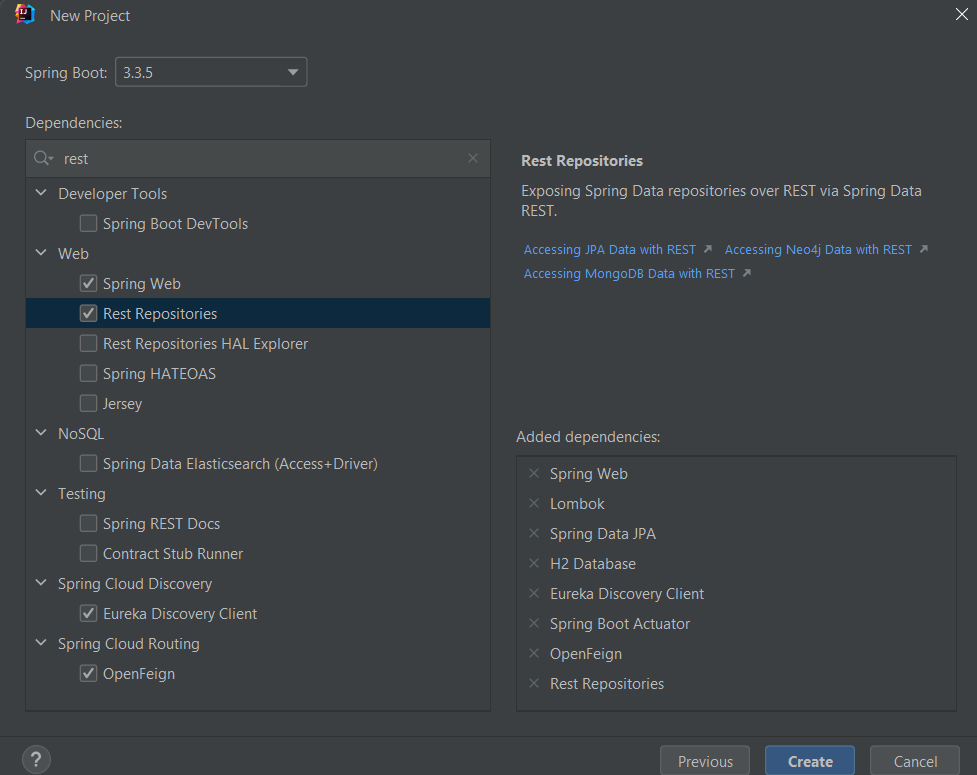 New Project
Spring Boot: 3.3.5
Dependencies:
rest
Developer Tools
Spring Boot DevTools
Web
Spring Web
Rest Repositories
Rest Repositories HAL Explorer
Spring HATEOAS
Jersey
NoSQL
Spring Data Elasticsearch (Access+Driver)
Testing
Spring REST Docs
Contract Stub Runner
Spring Cloud Discovery
Eureka Discovery Client
Spring Cloud Routing
OpenFeign
Rest Repositories
Exposing Spring Data repositories over REST via Spring Data
REST.
Accessing JPA Data with REST Accessing Neo4j Data with REST
Accessing MongoDB Data with REST
Added dependencies:
Spring Web
Lombok
Spring Data JPA
H2 Database
Eureka Discovery Client
Spring Boot Actuator
OpenFeign
Rest Repositories
?
Previous Create Cancel